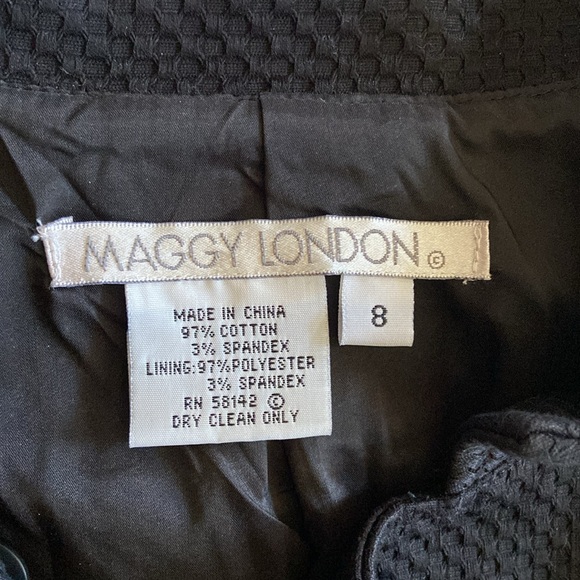 MAGGY LONDON ©
8
MADE IN CHINA
97% COTTON
3% SPANDEX
LINING:97%POLYESTER
3% SPANDEX
RN 58142 ©
DRY CLEAN ONLY